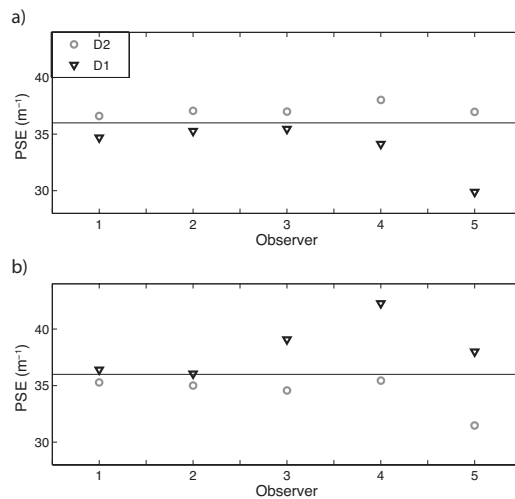 a)
D2
D1
40
35
30
PSE (m⁻¹)
1 2 3 4 5
Observer
b)
40
35
30
PSE (m⁻¹)
1 2 3 4 5
Observer